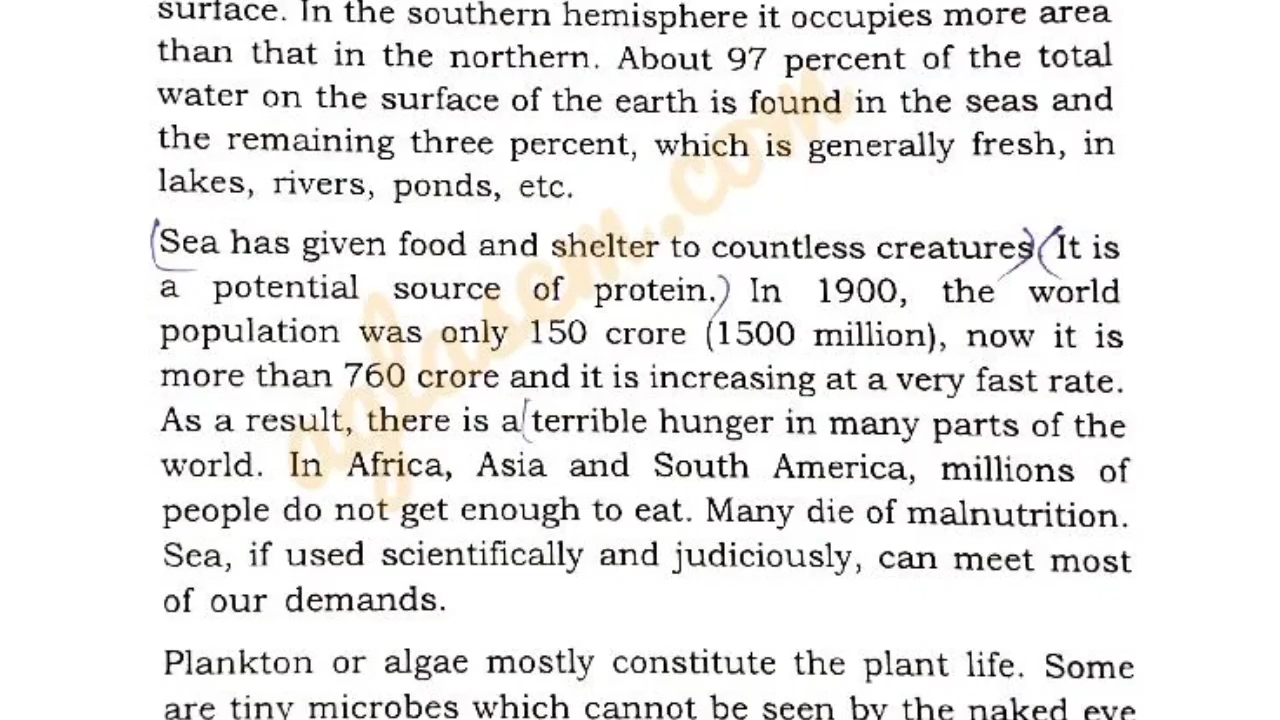 surface. In the southern hemisphere it occupies more area
than that in the northern. About 97 percent of the total
water on the surface of the earth is found in the seas and
the remaining three percent, which is generally fresh, in
lakes, rivers, ponds, etc.
Sea has given food and shelter to countless creatures It is
a potential source of protein. In 1900, the world
population was only 150 crore (1500 million), now it is
more than 760 crore and it is increasing at a very fast rate.
As a result, there is a terrible hunger in many parts of the
world. In Africa, Asia and South America, millions of
people do not get enough to eat. Many die of malnutrition.
Sea, if used scientifically and judiciously, can meet most
of our demands.
Plankton or algae mostly constitute the plant life. Some
are tiny microbes which cannot be seen by the naked eye
aglasem.com